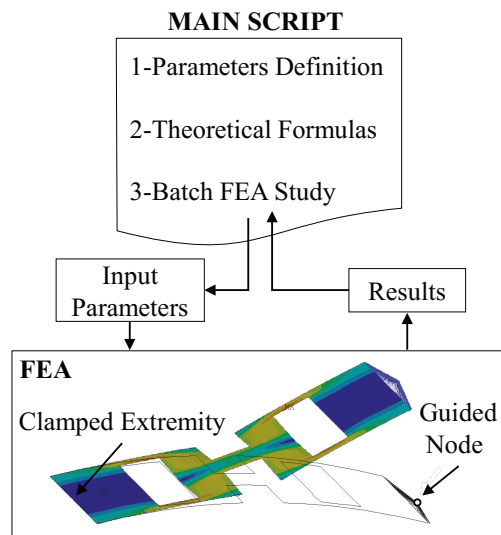 MAIN SCRIPT
1-Parameters Definition
2-Theoretical Formulas
3-Batch FEA Study
Input
Parameters
Results
FEA
Clamped Extremity
Guided
Node
MX